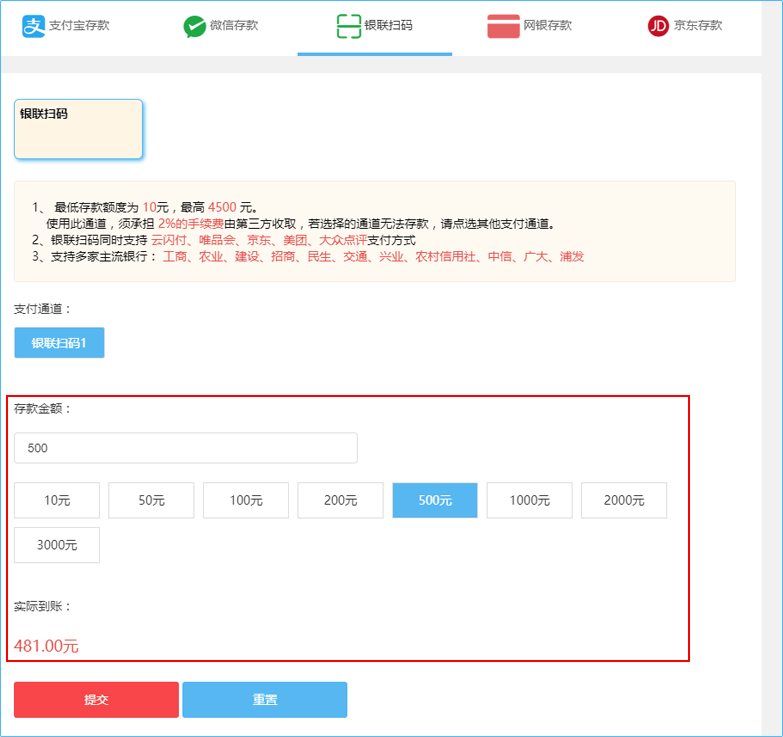 支付宝存款
微信存款
银联扫码
网银存款
JD 京东存款
银联扫码
1、 最低存款额度为 10元，最高 4500 元。
使用此通道，须承担 2%的手续费由第三方收取，若选择的通道无法存款，请点选其他支付通道。
2、银联扫码同时支持 云闪付、唯品会、京东、美团、大众点评支付方式
3、支持多家主流银行： 工商、农业、建设、招商、民生、交通、兴业、农村信用社、中信、广大、浦发
支付通道：
银联扫码1
存款金额：
500
10元 50元 100元 200元 500元 1000元 2000元
3000元
实际到账：
481.00元
提交 重置